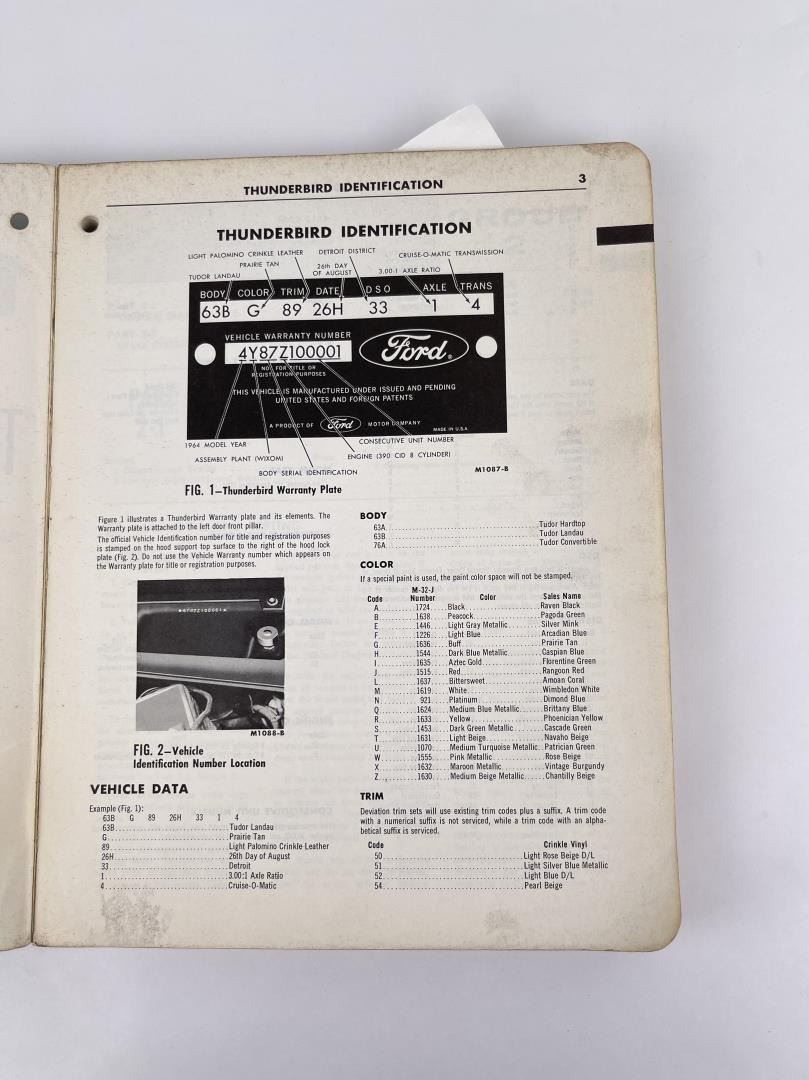 THUNDERBIRD IDENTIFICATION 3
THUNDERBIRD IDENTIFICATION
LIGHT PALOMINO CRINKLE LEATHER
DETROIT DISTRICT
PRAIRIE TAN
26th DAY
OF AUGUST
CRUISE-O-MATIC TRANSMISSION
TUDOR LANDAU
3.00:1 AXLE RATIO
BODY COLOR TRIM DATE D S O AXLE TRANS
63B G 89 26H 33 1 4
VEHICLE WARRANTY NUMBER
4Y87Z100001
NOT FOR TITLE OR
REGISTRATION PURPOSES
Ford
THIS VEHICLE IS MANUFACTURED UNDER ISSUED AND PENDING
UNITED STATES AND FOREIGN PATENTS
A PRODUCT OF Ford MOTOR COMPANY
MADE IN U.S.A.
1964 MODEL YEAR
CONSECUTIVE UNIT NUMBER
ASSEMBLY PLANT (WIXOM)
ENGINE (390 CID 8 CYLINDER)
BODY SERIAL IDENTIFICATION
M1087-B
FIG. 1—Thunderbird Warranty Plate
Figure 1 illustrates a Thunderbird Warranty plate and its elements. The
Warranty plate is attached to the left door front pillar.
The official Vehicle Identification number for title and registration purposes
is stamped on the hood support top surface to the right of the hood lock
plate (Fig. 2). Do not use the Vehicle Warranty number which appears on
the Warranty plate for title or registration purposes.
M1088-B
FIG. 2—Vehicle
Identification Number Location
VEHICLE DATA
Example (Fig. 1):
63B G 89 26H 33 1 4
63B Tudor Landau
G Prairie Tan
89 Light Palomino Crinkle Leather
26H 26th Day of August
33 Detroit
1 3.00:1 Axle Ratio
4 Cruise-O-Matic
BODY
63A Tudor Hardtop
63B Tudor Landau
76A Tudor Convertible
COLOR
If a special paint is used, the paint color space will not be stamped.
M-32-J
Code Number Color Sales Name
A 1724 Black Raven Black
B 1638 Peacock Pagoda Green
E 1446 Light Gray Metallic Silver Mink
F 1226 Light Blue Arcadian Blue
G 1636 Buff Prairie Tan
H 1544 Dark Blue Metallic Caspian Blue
I 1635 Aztec Gold Florentine Green
J 1515 Red Rangoon Red
L 1637 Bittersweet Amoan Coral
M 1619 White Wimbledon White
N 921 Platinum Dimond Blue
Q 1624 Medium Blue Metallic Brittany Blue
R 1633 Yellow Phoenician Yellow
S 1453 Dark Green Metallic Cascade Green
T 1631 Light Beige Navaho Beige
U 1070 Medium Turquoise Metallic Patrician Green
W 1555 Pink Metallic Rose Beige
X 1632 Maroon Metallic Vintage Burgundy
Z 1630 Medium Beige Metallic Chantilly Beige
TRIM
Deviation trim sets will use existing trim codes plus a suffix. A trim code
with a numerical suffix is not serviced, while a trim code with an alpha-
betical suffix is serviced.
Code Crinkle Vinyl
50 Light Rose Beige D/L
51 Light Silver Blue Metallic
52 Light Blue D/L
54 Pearl Beige